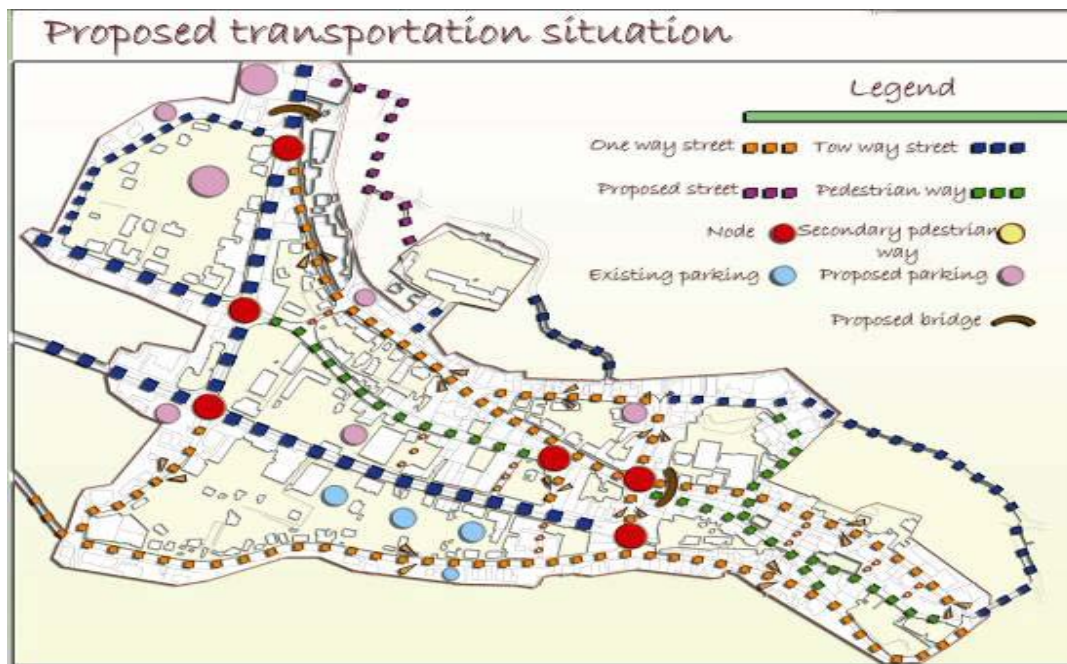 Proposed transportation situation
Legend
One way street
Tow way street
Proposed street
Pedestrian way
Node
Secondary pdestrian
way
Existing parking
Proposed parking
Proposed bridge